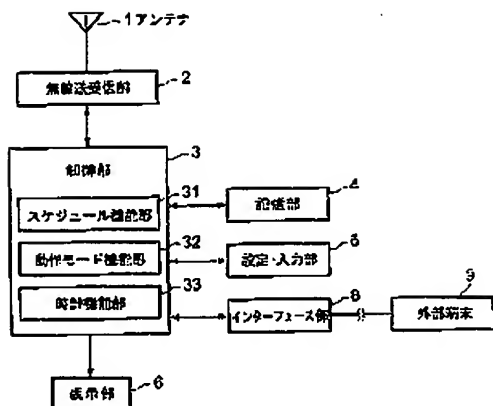 1 アンテナ
2
無線送受信部
3
制御部
31
スケジュール機能部
4
記憶部
32
動作モード機能部
5
設定・入力部
33
時計機能部
8
インターフェース部
9
外部端末
6
表示部